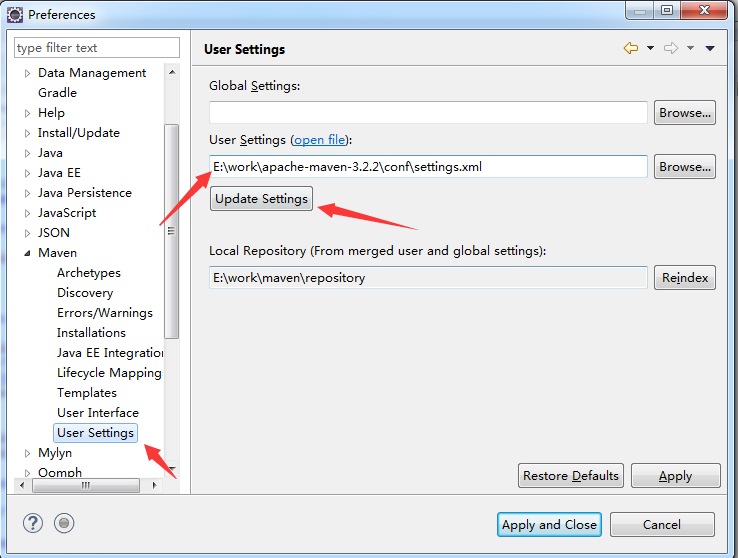 Preferences
type filter text
Data Management
Gradle
Help
Install/Update
Java
Java EE
Java Persistence
JavaScript
JSON
Maven
Archetypes
Discovery
Errors/Warnings
Installations
Java EE Integration
Lifecycle Mapping
Templates
User Interface
User Settings
Mylyn
Oomph
User Settings
Global Settings:
Browse...
User Settings (open file):
E:\work\apache-maven-3.2.2\conf\settings.xml
Browse...
Update Settings
Local Repository (From merged user and global settings):
E:\work\maven\repository
Reindex
Restore Defaults
Apply
Apply and Close
Cancel